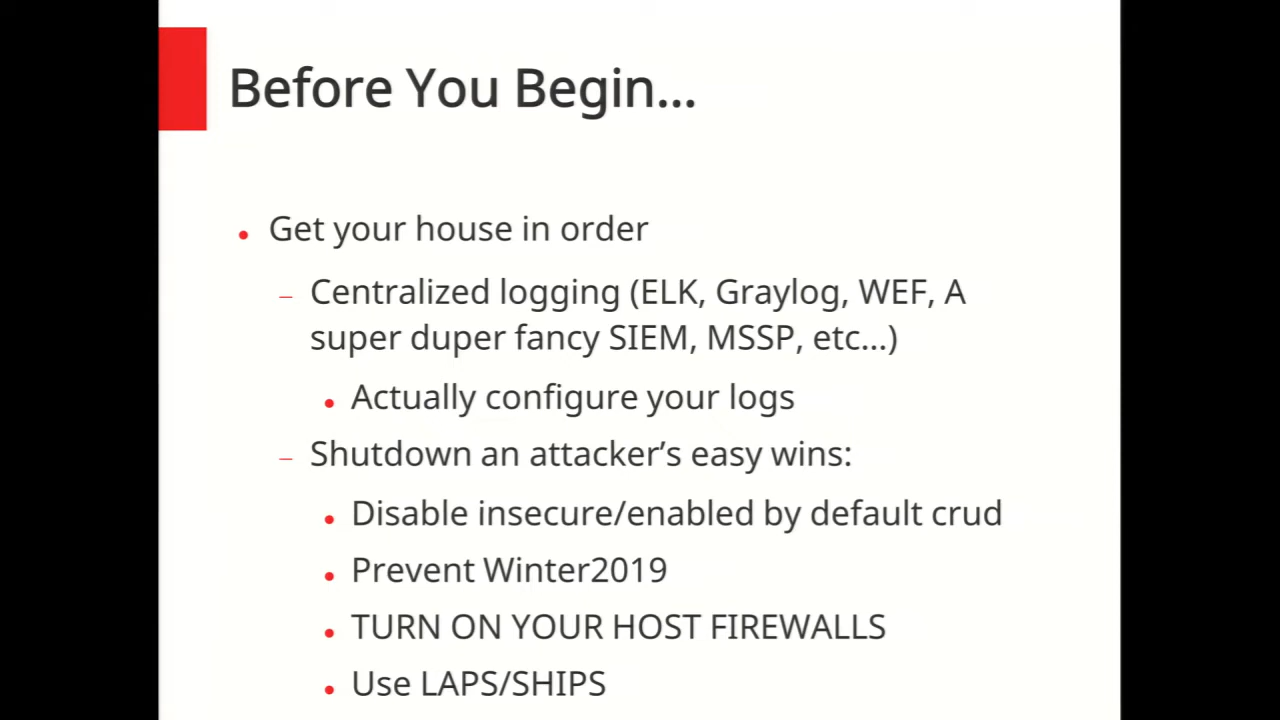 Before You Begin...
Get your house in order
Centralized logging (ELK, Graylog, WEF, A
super duper fancy SIEM, MSSP, etc...)
Actually configure your logs
Shutdown an attacker’s easy wins:
Disable insecure/enabled by default crud
Prevent Winter2019
TURN ON YOUR HOST FIREWALLS
Use LAPS/SHIPS